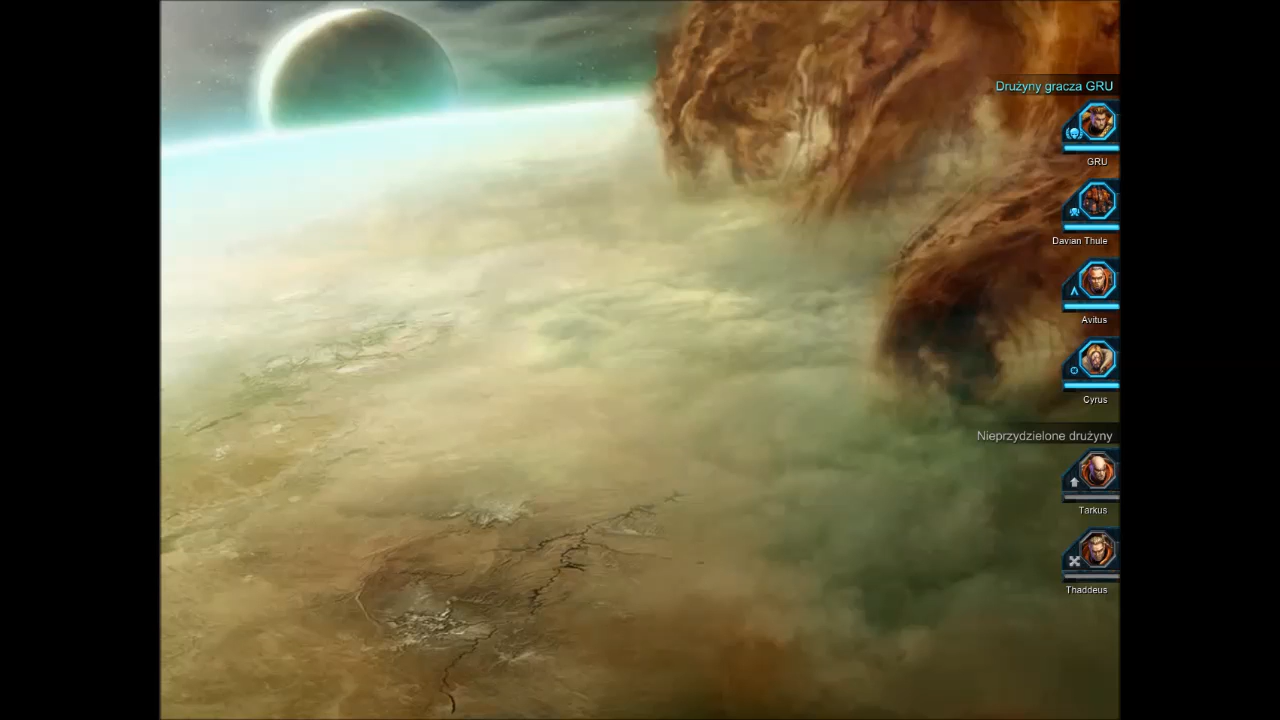 Drużyny gracza GRU
GRU
Davian Thule
Avitus
Cyrus
Nieprzydzielone drużyny
Tarkus
Thaddeus